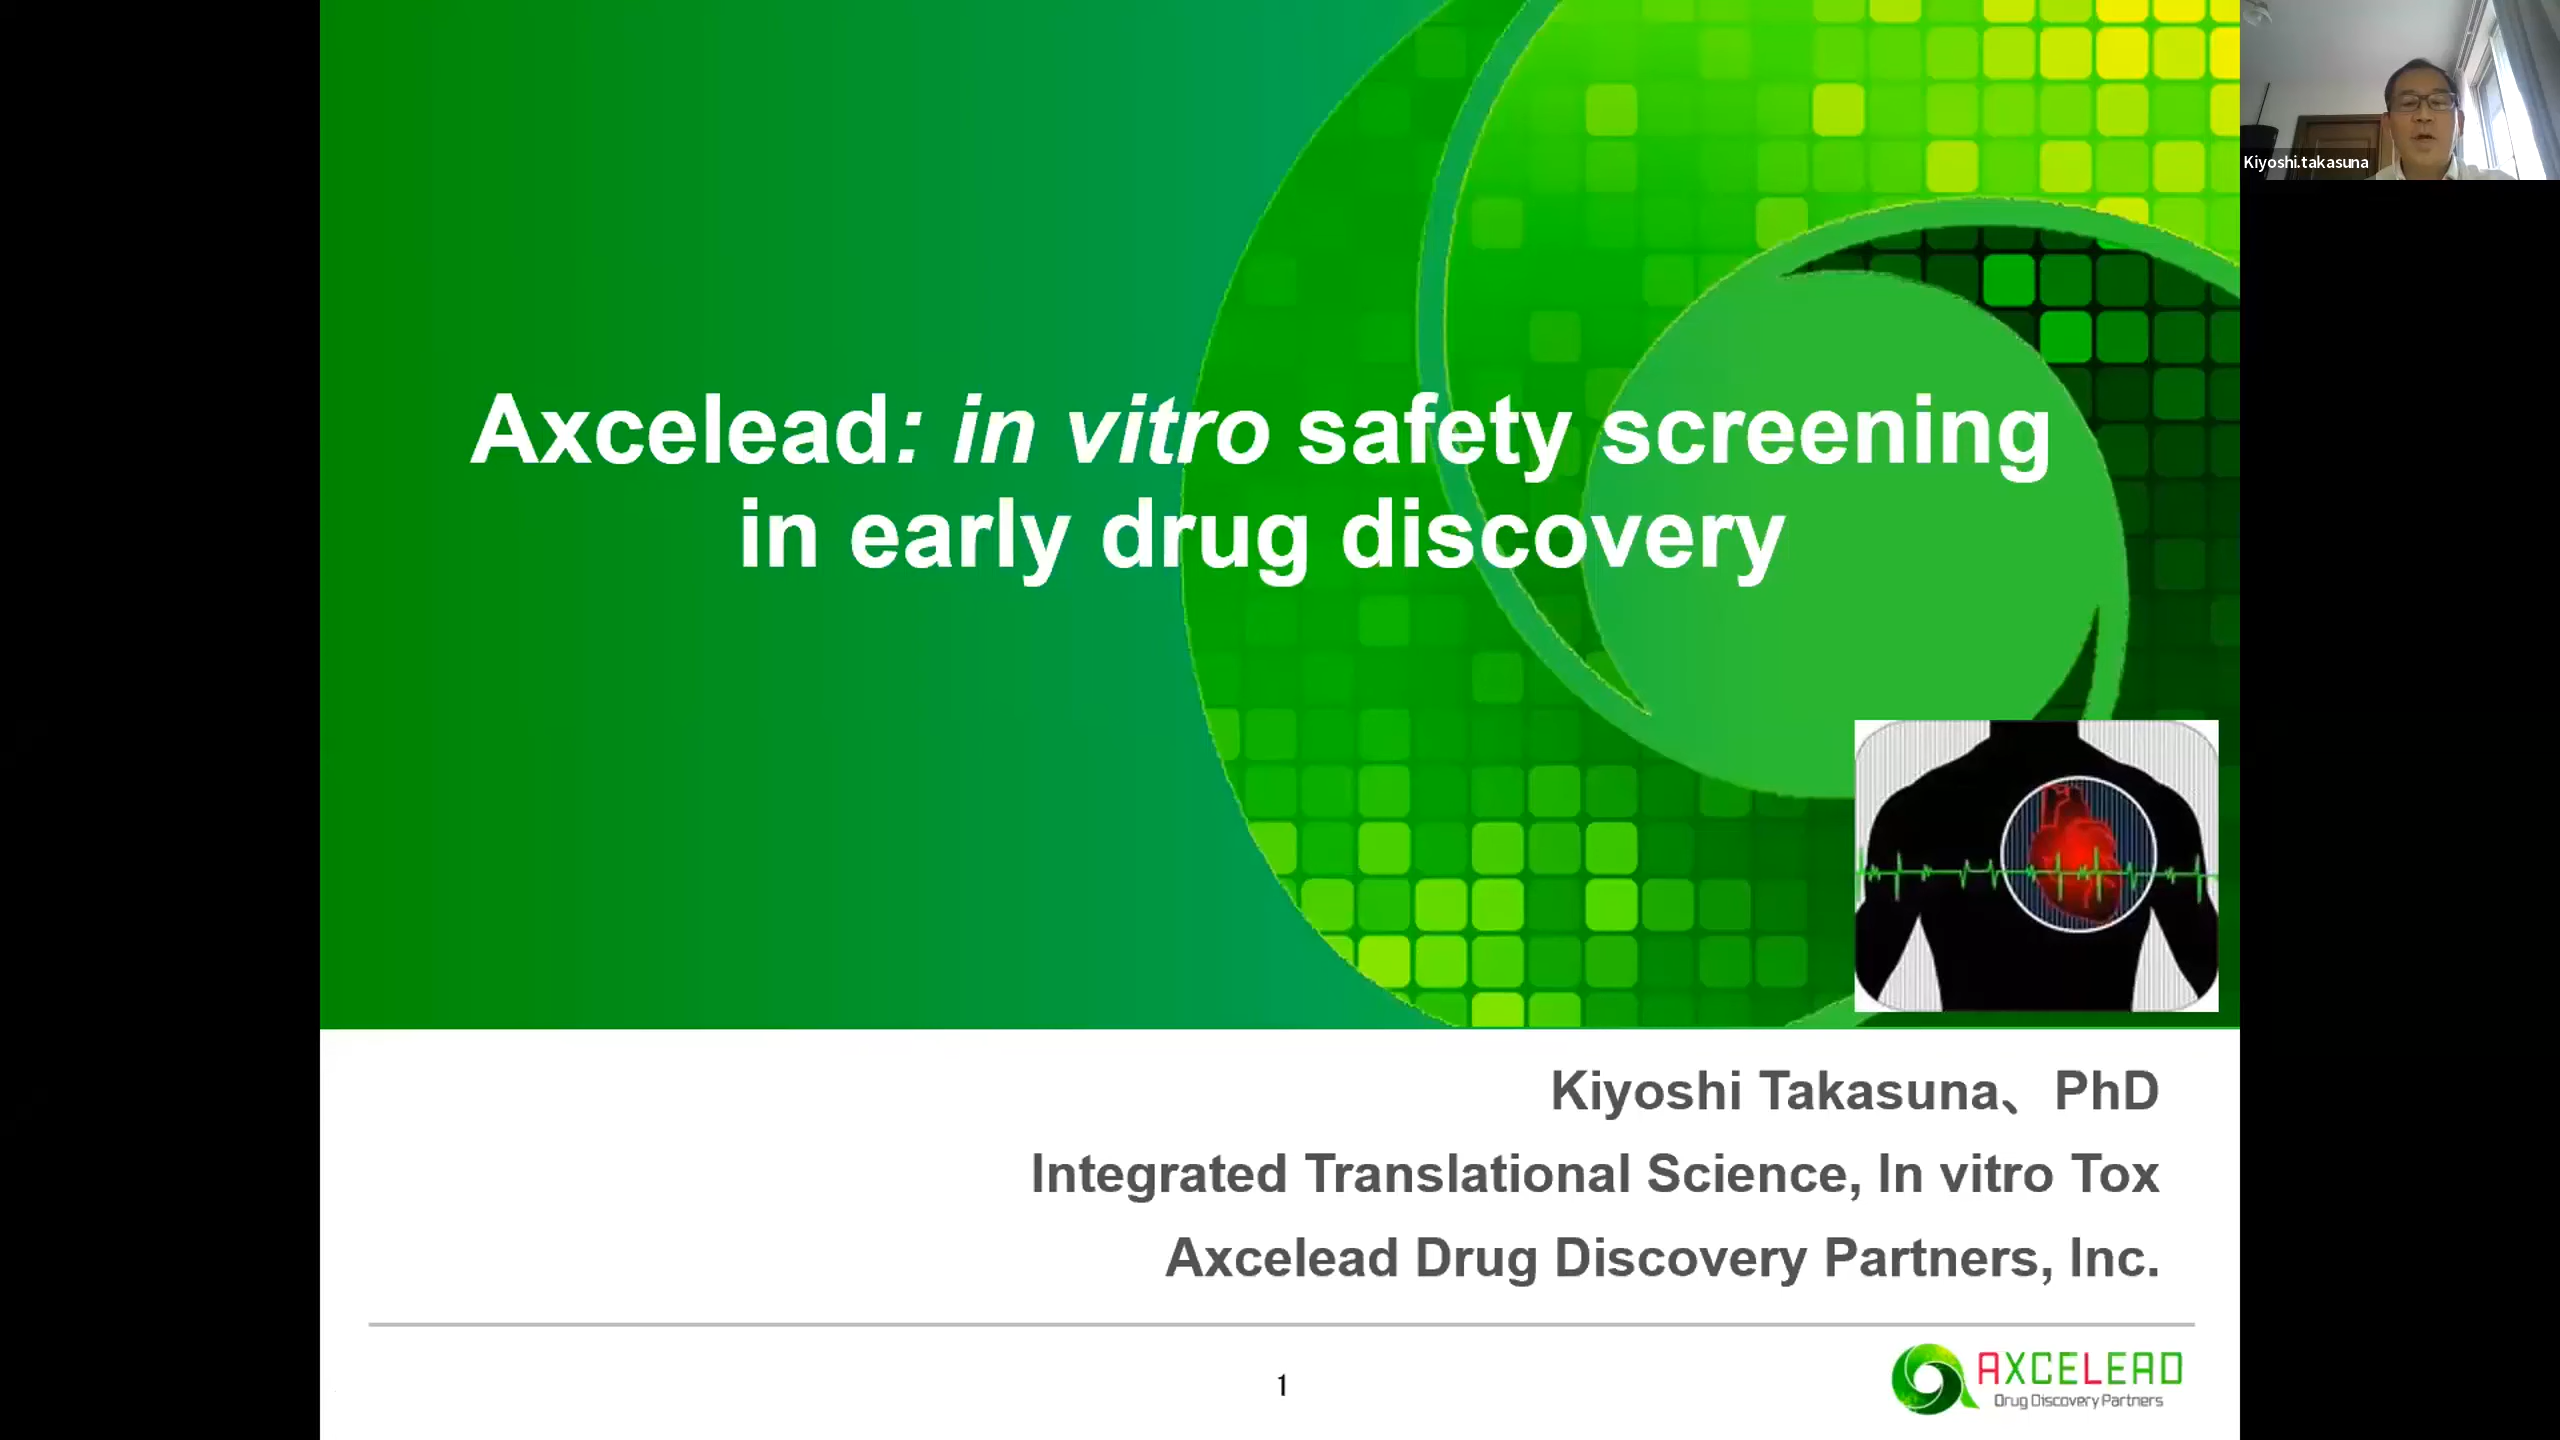 Kiyoshi.takasuna
Axcelead: in vitro safety screening
in early drug discovery
Kiyoshi Takasuna、PhD
Integrated Translational Science, In vitro Tox
Axcelead Drug Discovery Partners, Inc.
1
AXCELEAD
Drug Discovery Partners